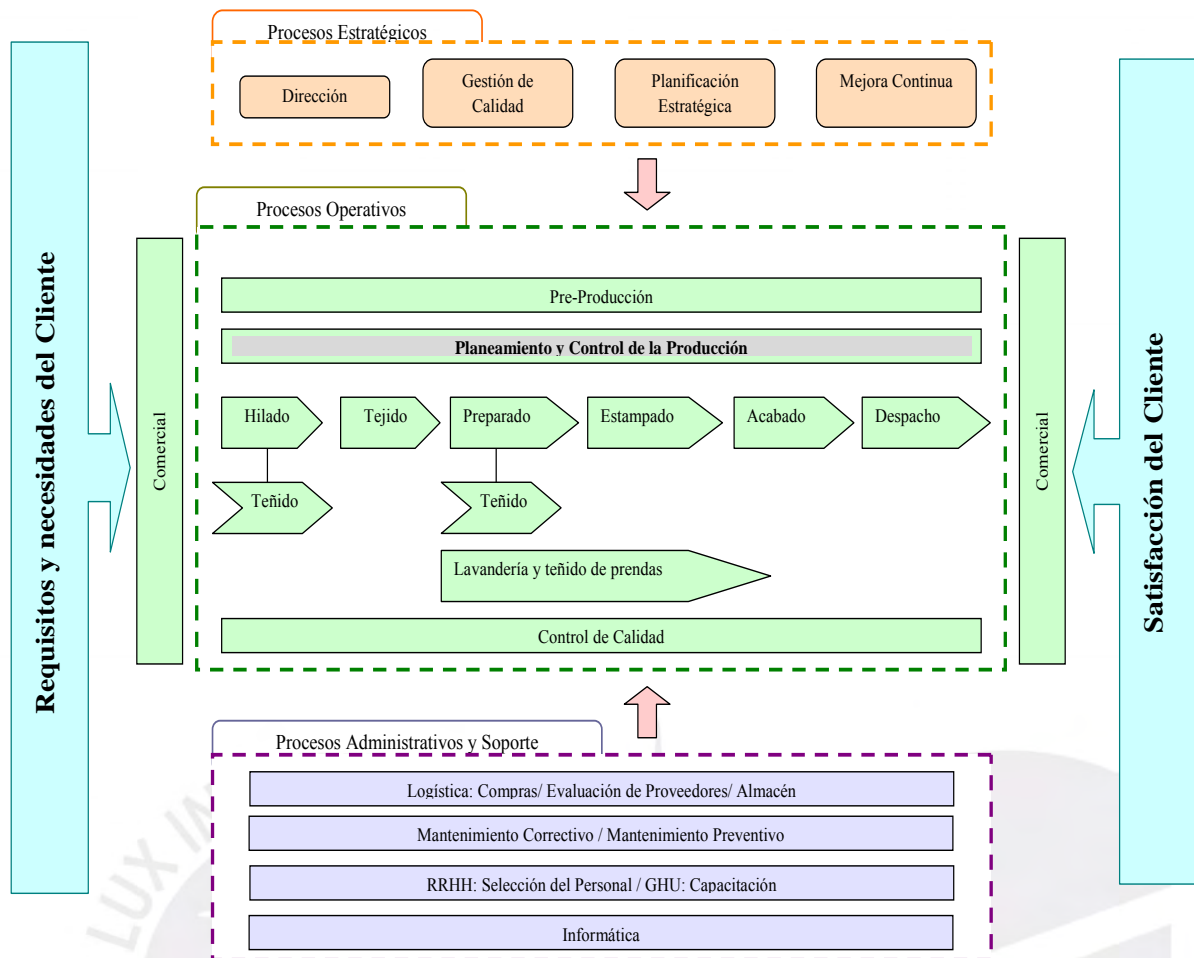 Procesos Estratégicos
Dirección
Gestión de
Calidad
Planificación
Estratégica
Mejora Continua
Requisitos y necesidades del Cliente
Comercial
Procesos Operativos
Pre-Producción
Planeamiento y Control de la Producción
Hilado
Tejido
Preparado
Estampado
Acabado
Despacho
Teñido
Teñido
Lavandería y teñido de prendas
Control de Calidad
Comercial
Satisfacción del Cliente
Procesos Administrativos y Soporte
Logística: Compras/ Evaluación de Proveedores/ Almacén
Mantenimiento Correctivo / Mantenimiento Preventivo
RRHH: Selección del Personal / GHU: Capacitación
Informática
LUX IN